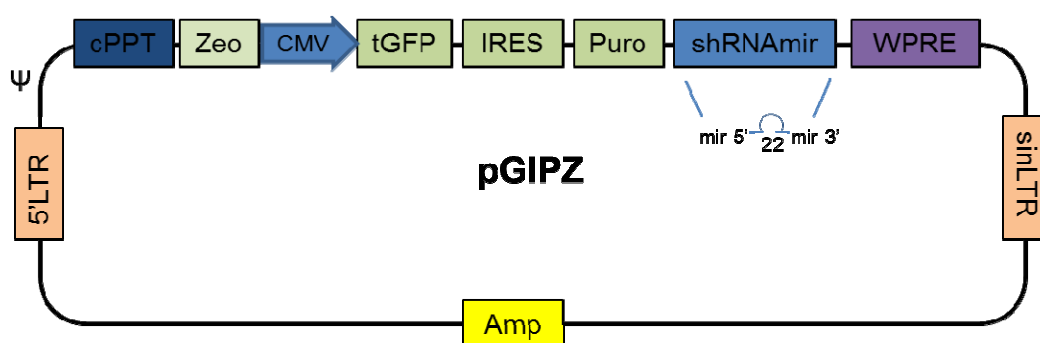 cPPT Zeo CMV tGFP IRES Puro shRNAmir WPRE
Ψ
mir 5' 22 mir 3'
5'LTR
pGIPZ
sinLTR
Amp